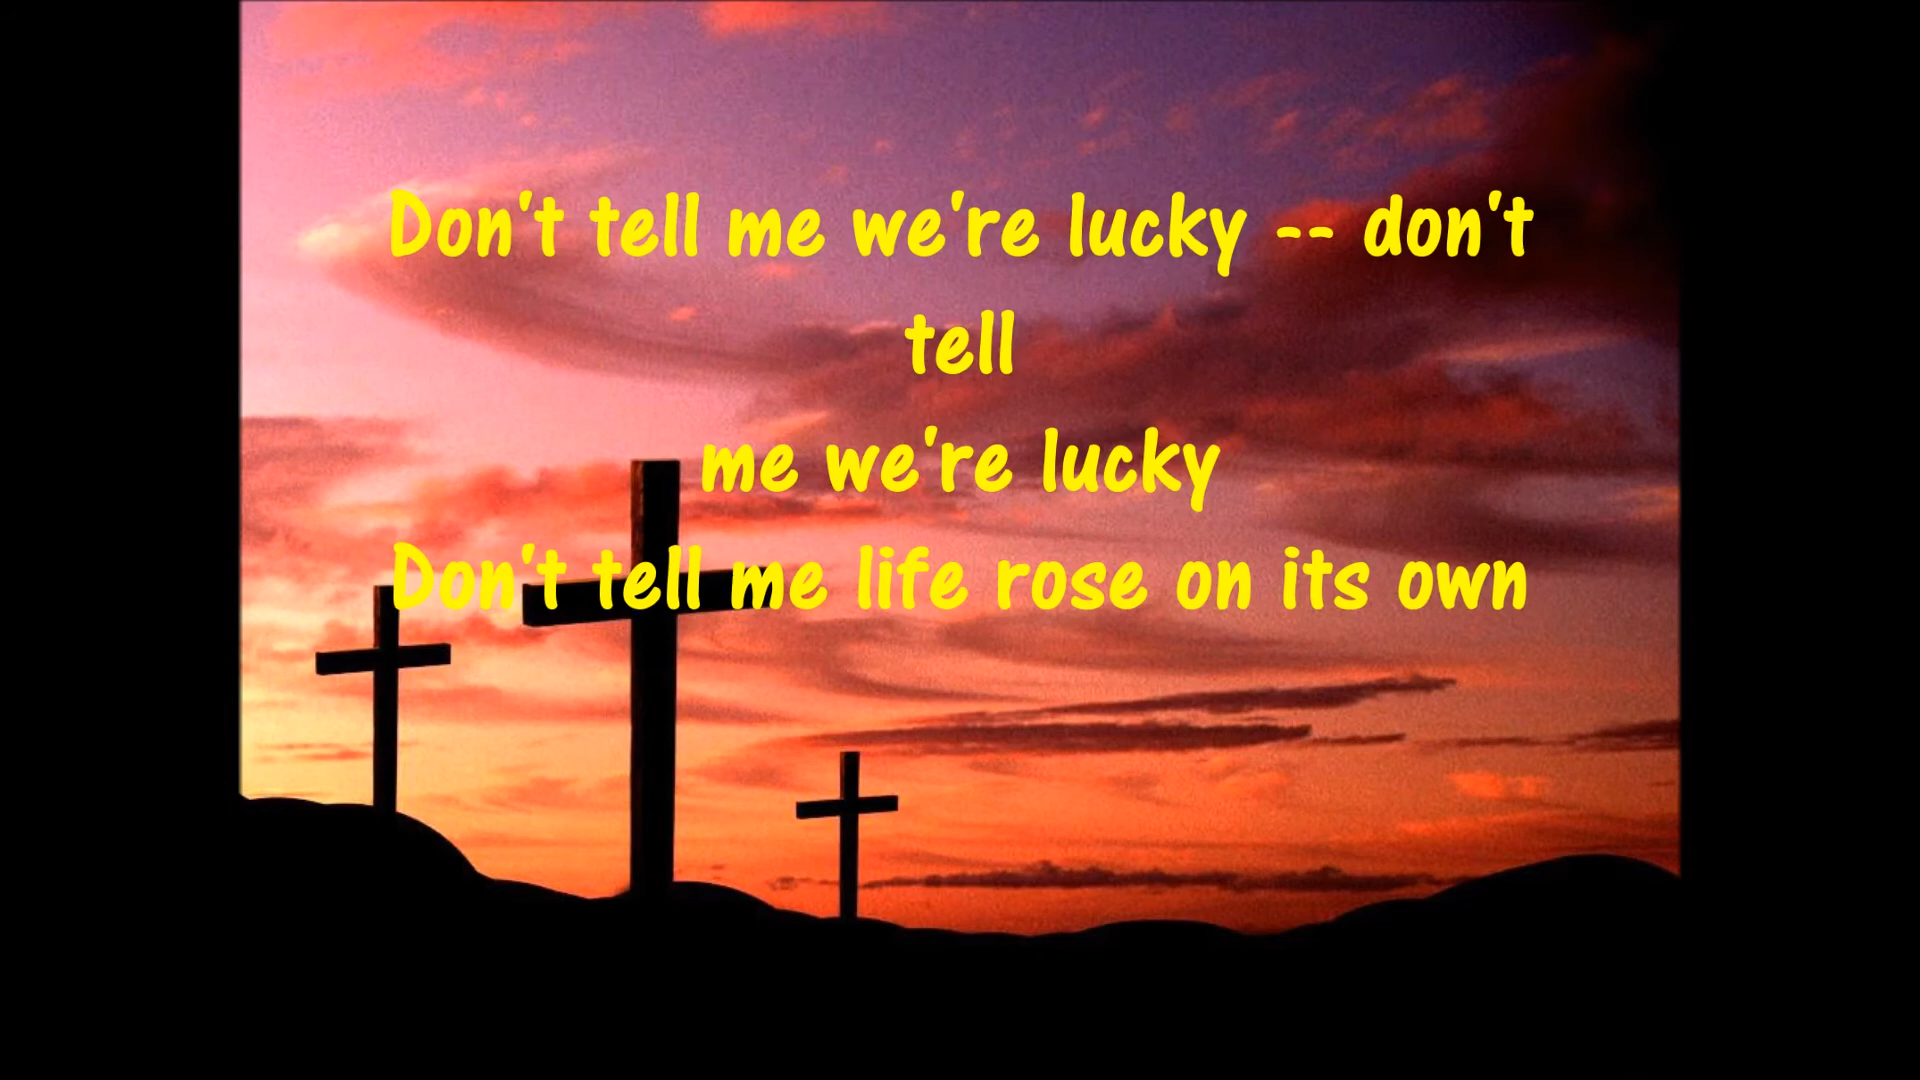 Don't tell me we're lucky -- don't
tell
me we're lucky
Don't tell me life rose on its own